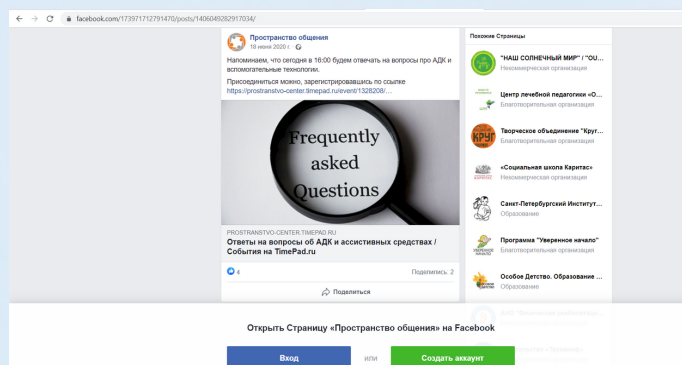 facebook.com/173971712791470/posts/1406049282917034/
Пространство общения
18 июня 2020 г.
Напоминаем, что сегодня в 16:00 будем отвечать на вопросы про АДК и
вспомогательные технологии.
Присоединиться можно, зарегистрировавшись по ссылке
https://prostranstvo-center.timepad.ru/event/1328208/…
Frequently
asked
Questions
PROSTRANSTVO-CENTER.TIMEPAD.RU
Ответы на вопросы об АДК и ассистивных средствах /
События на TimePad.ru
4
Поделились: 2
Поделиться
Похожие Страницы
"НАШ СОЛНЕЧНЫЙ МИР" / "OU...
Некоммерческая организация
Центр лечебной педагогики «О...
Благотворительная организация
Творческое объединение "Круг...
Благотворительная организация
КРУГ
«Социальная школа Каритас»
Некоммерческая организация
Санкт-Петербургский Институт...
Образование
Программа "Уверенное начало"
Благотворительная организация
Особое Детство. Образование ...
Образование
Открыть Страницу «Пространство общения» на Facebook
Вход
или
Создать аккаунт